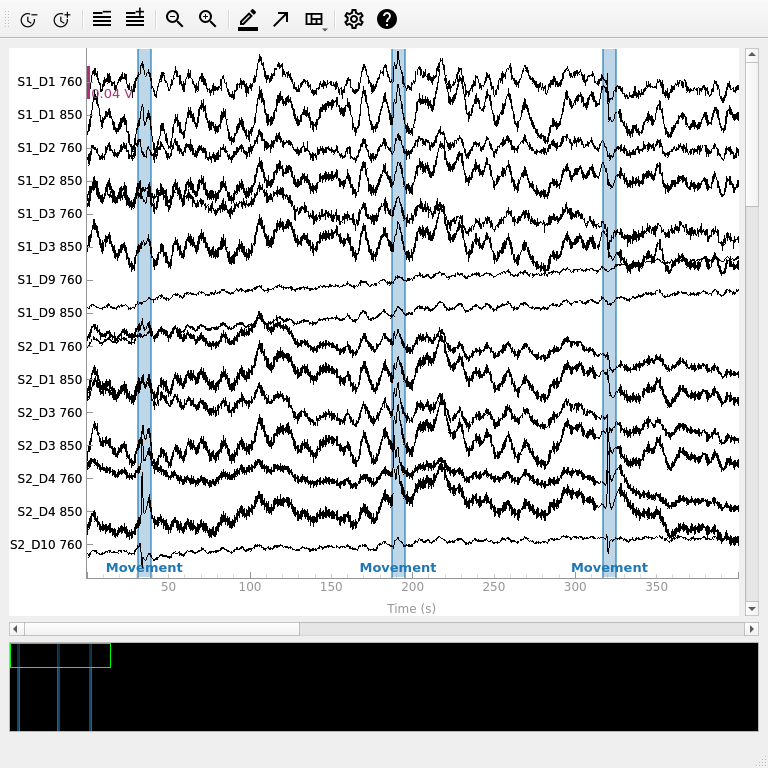 S1_D1 760
0.04 V
S1_D1 850
S1_D2 760
S1_D2 850
S1_D3 760
S1_D3 850
S1_D9 760
S1_D9 850
S2_D1 760
S2_D1 850
S2_D3 760
S2_D3 850
S2_D4 760
S2_D4 850
S2_D10 760
Movement Movement Movement
50 100 150 200 250 300 350
Time (s)